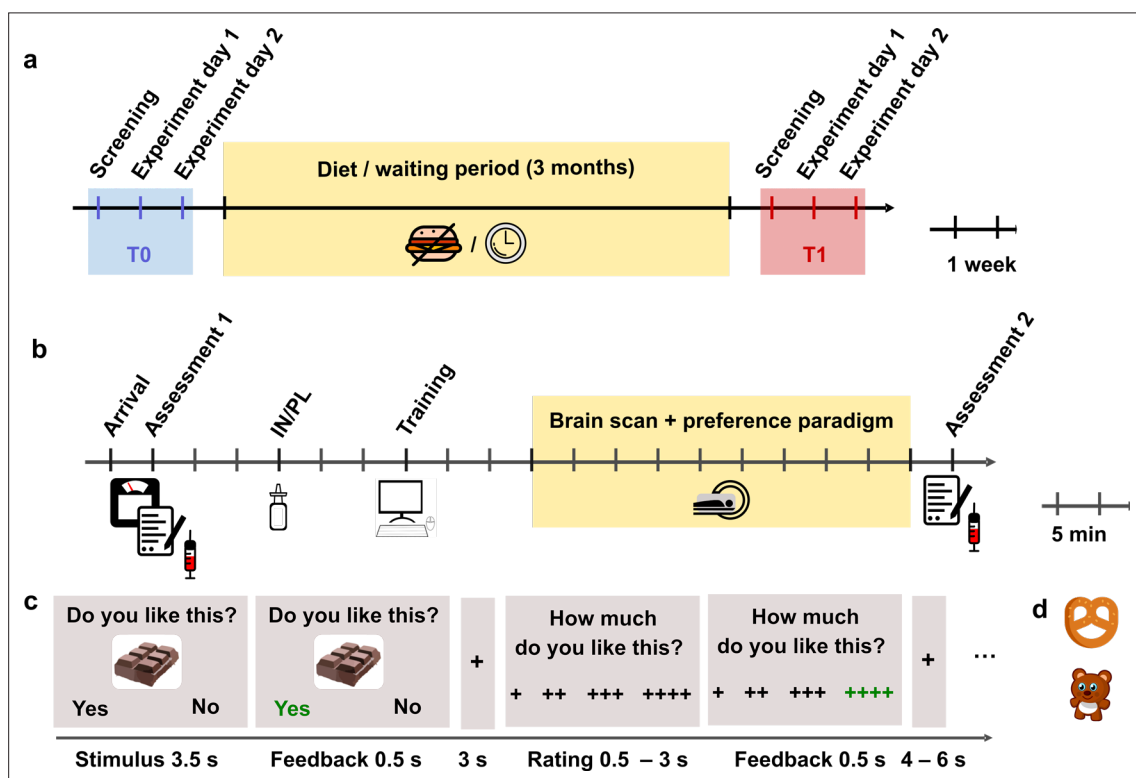 a
Screening
Experiment day 1
Experiment day 2
Diet / waiting period (3 months)
/
T0
Screening
Experiment day 1
Experiment day 2
T1
1 week
b
Arrival
Assessment 1
IN/PL
Training
Brain scan + preference paradigm
Assessment 2
5 min
c
Do you like this?
Yes No
Do you like this?
Yes No
+
How much
do you like this?
+ ++ +++ ++++
How much
do you like this?
+ ++ +++ ++++
+
...
Stimulus 3.5 s Feedback 0.5 s 3 s Rating 0.5 – 3 s Feedback 0.5 s 4 – 6 s
d